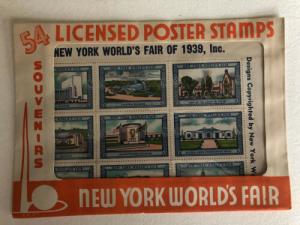 54 LICENSED POSTER STAMPS
NEW YORK WORLD'S FAIR OF 1939, Inc.
SOUVENIRS
Designs Copyrighted by New York W
NEW YORK WORLD'S FAIR